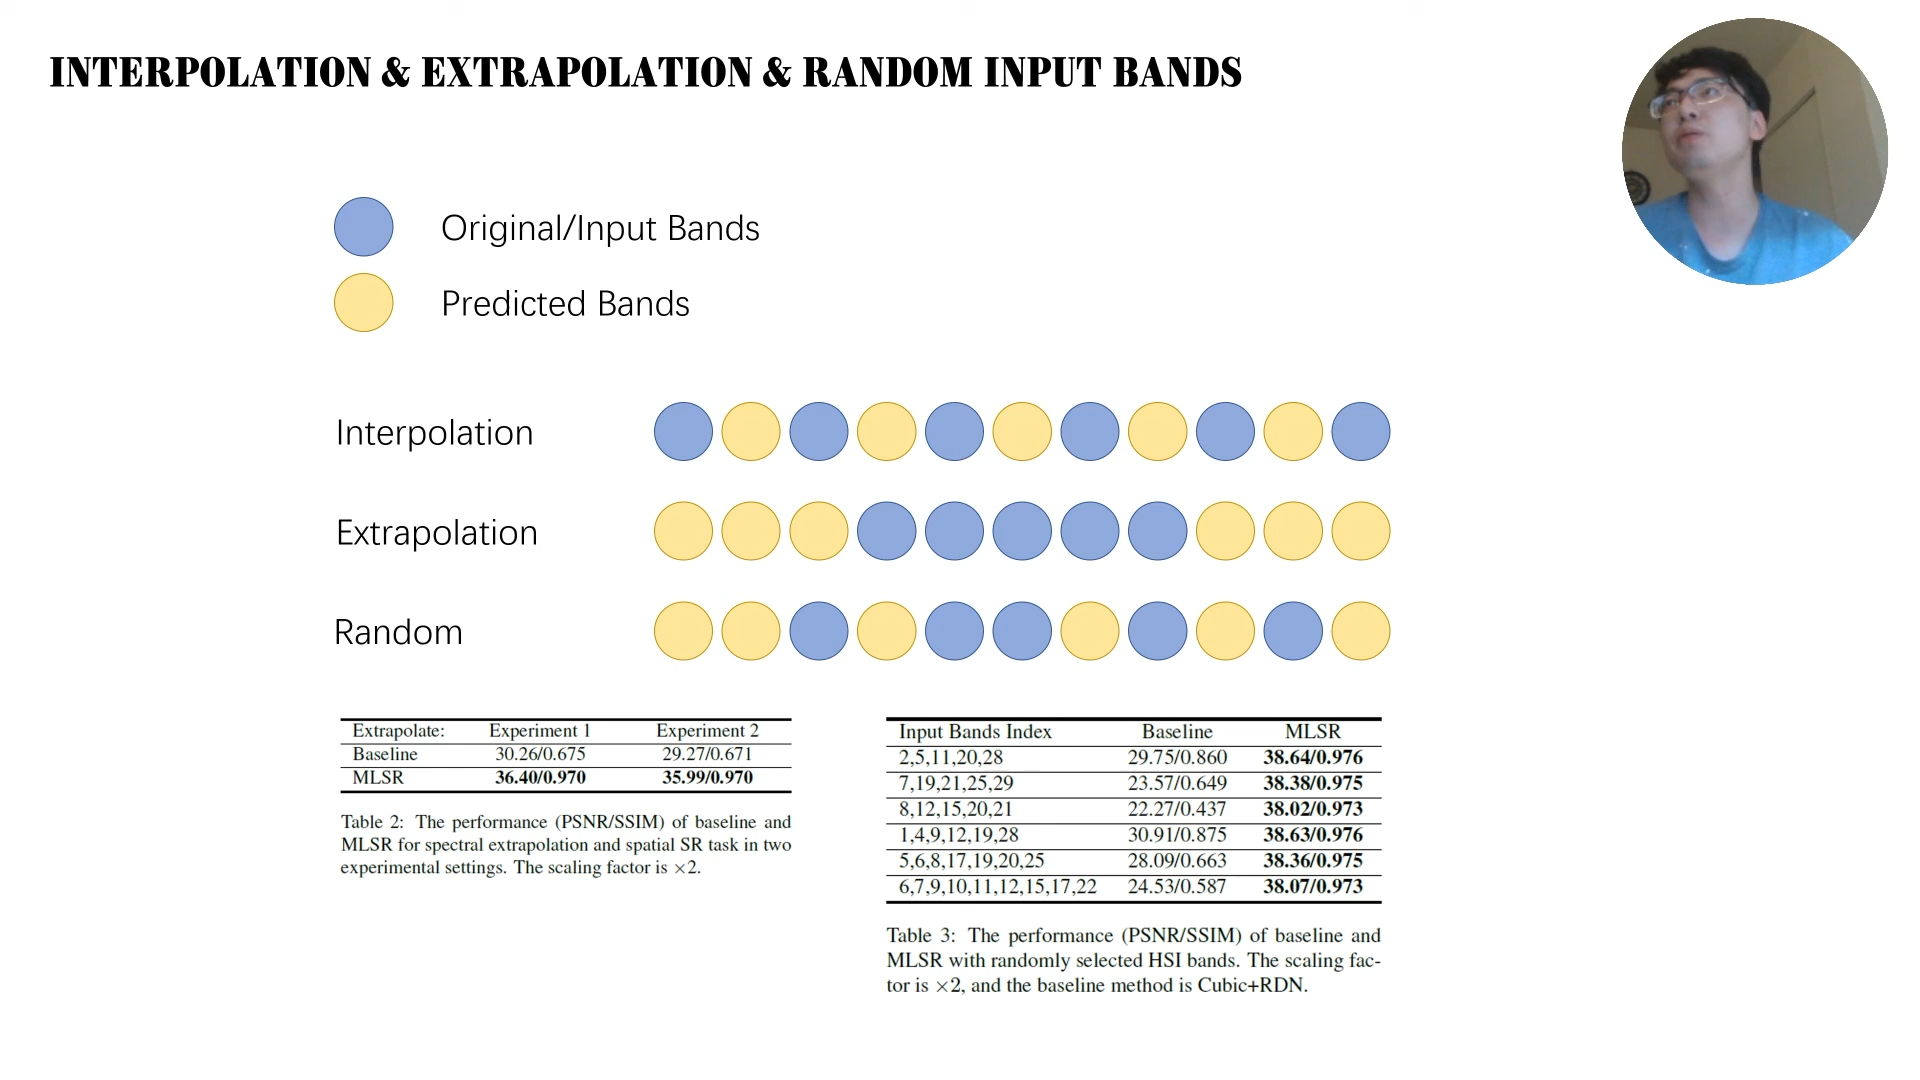 INTERPOLATION & EXTRAPOLATION & RANDOM INPUT BANDS
Original/Input Bands
Predicted Bands
Interpolation
Extrapolation
Random
Extrapolate: Experiment 1 Experiment 2
Baseline 30.26/0.675 29.27/0.671
MLSR 36.40/0.970 35.99/0.970
Table 2: The performance (PSNR/SSIM) of baseline and
MLSR for spectral extrapolation and spatial SR task in two
experimental settings. The scaling factor is ×2.
Input Bands Index Baseline MLSR
2,5,11,20,28 29.75/0.860 38.64/0.976
7,19,21,25,29 23.57/0.649 38.38/0.975
8,12,15,20,21 22.27/0.437 38.02/0.973
1,4,9,12,19,28 30.91/0.875 38.63/0.976
5,6,8,17,19,20,25 28.09/0.663 38.36/0.975
6,7,9,10,11,12,15,17,22 24.53/0.587 38.07/0.973
Table 3: The performance (PSNR/SSIM) of baseline and
MLSR with randomly selected HSI bands. The scaling fac-
tor is ×2, and the baseline method is Cubic+RDN.